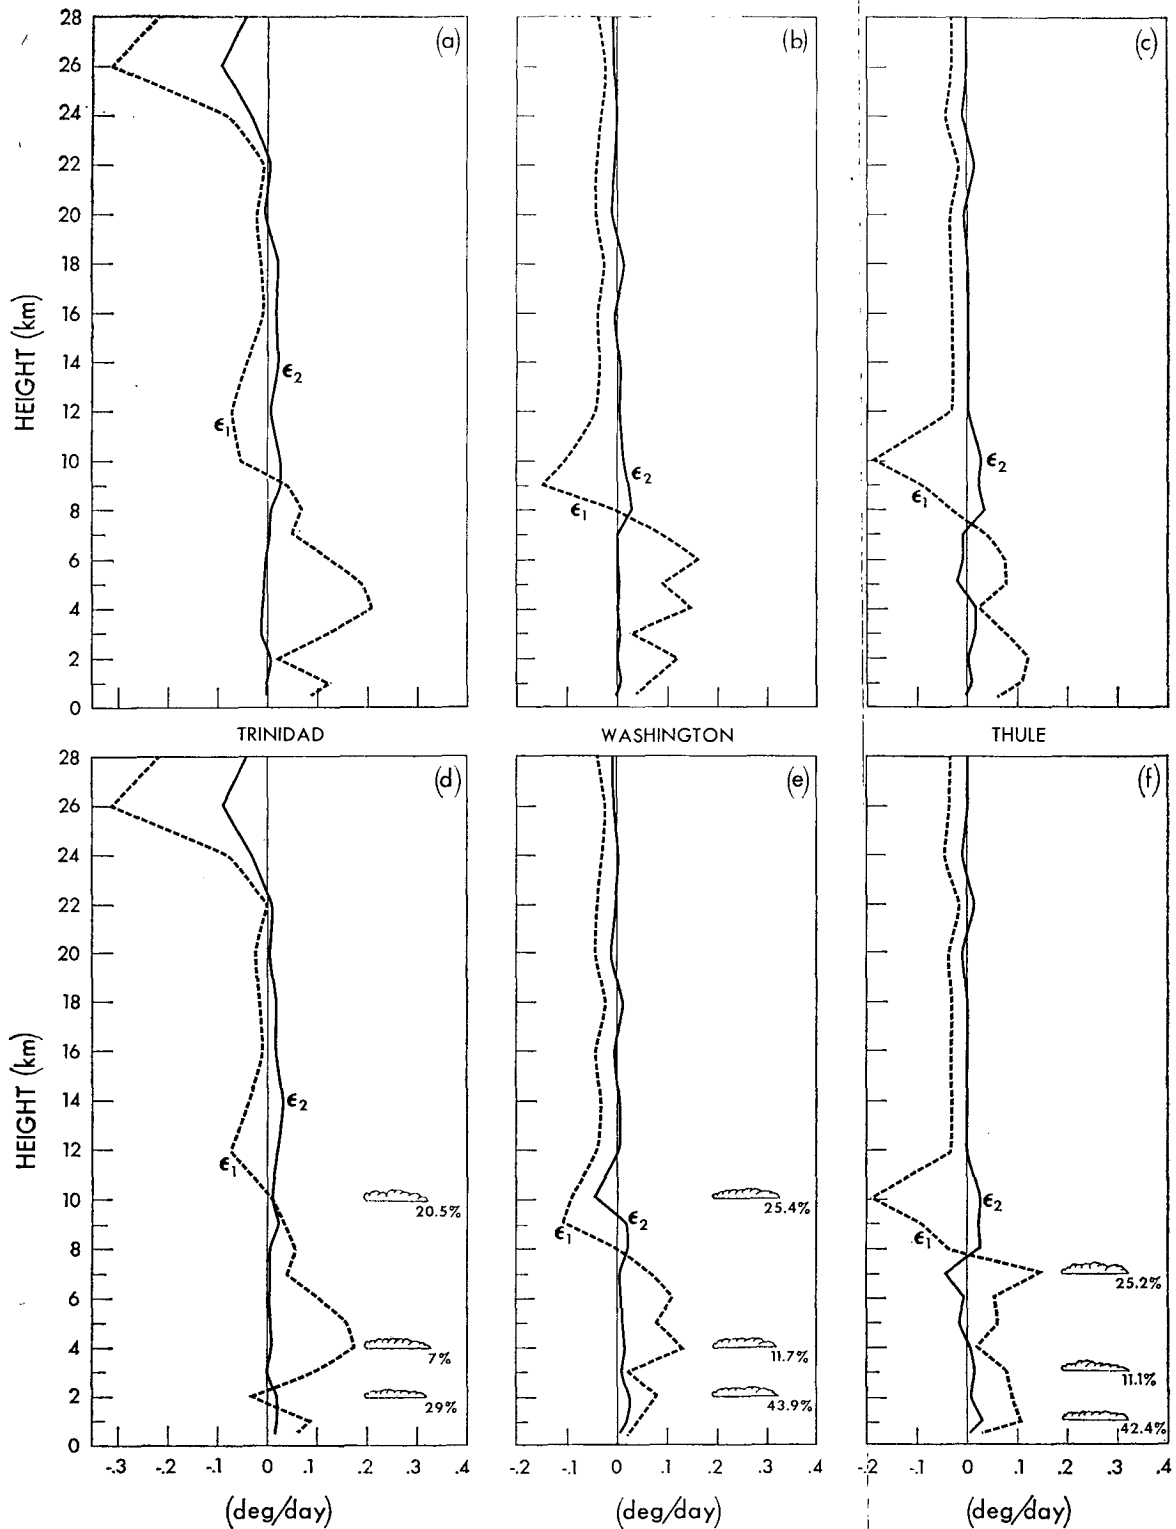 28 (a) (b) (c)
26
24
22
20
18
16
14
12
10
8
6
4
2
0
HEIGHT (km)
ϵ2
ϵ1
ϵ2
ϵ1
ϵ2
ϵ1
TRINIDAD WASHINGTON THULE
28 (d) (e) (f)
26
24
22
20
18
16
14
12
10
8
6
4
2
0
HEIGHT (km)
ϵ2
ϵ1
20.5%
7%
29%
ϵ2
ϵ1
25.4%
11.7%
43.9%
ϵ2
ϵ1
25.2%
11.1%
42.4%
-.3 -.2 -.1 0 .1 .2 .3 .4 -.2 -.1 0 .1 .2 .3 .4 -.2 -.1 0 .1 .2 .3 .4
(deg/day) (deg/day) (deg/day)